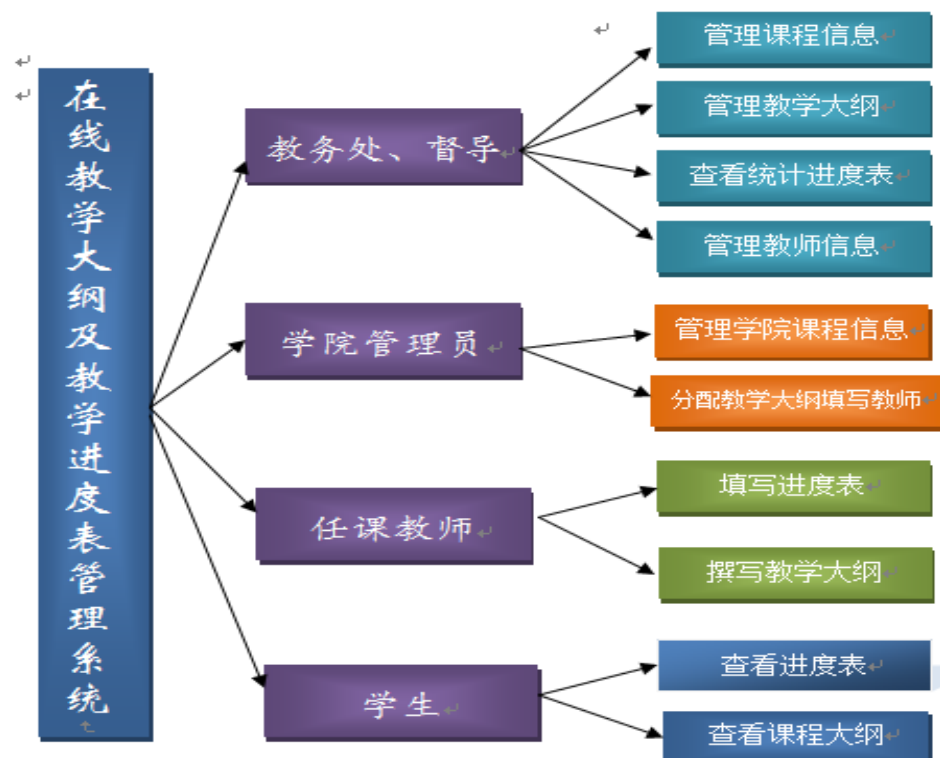 在线教学大纲及教学进度表管理系统
教务处、督导
管理课程信息
管理教学大纲
查看统计进度表
管理教师信息
学院管理员
管理学院课程信息
分配教学大纲填写教师
任课教师
填写进度表
撰写教学大纲
学生
查看进度表
查看课程大纲